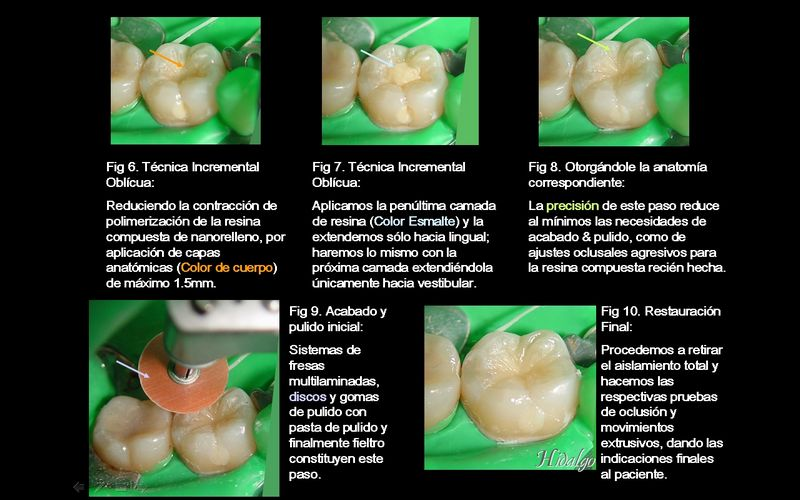 Fig 6. Técnica Incremental
Oblícua:
Reduciendo la contracción de
polimerización de la resina
compuesta de nanorelleno, por
aplicación de capas
anatómicas (Color de cuerpo)
de máximo 1.5mm.
Fig 7. Técnica Incremental
Oblícua:
Aplicamos la penúltima camada
de resina (Color Esmalte) y la
extendemos sólo hacia lingual;
haremos lo mismo con la
próxima camada extendiéndola
únicamente hacia vestibular.
Fig 8. Otorgándole la anatomía
correspondiente:
La precisión de este paso reduce
al mínimos las necesidades de
acabado & pulido, como de
ajustes oclusales agresivos para
la resina compuesta recién hecha.
Fig 9. Acabado y
pulido inicial:
Sistemas de
fresas
multilaminadas,
discos y gomas
de pulido con
pasta de pulido y
finalmente fieltro
constituyen este
paso.
Hidalgo
Fig 10. Restauración
Final:
Procedemos a retirar
el aislamiento total y
hacemos las
respectivas pruebas
de oclusión y
movimientos
extrusivos, dando las
indicaciones finales
al paciente.